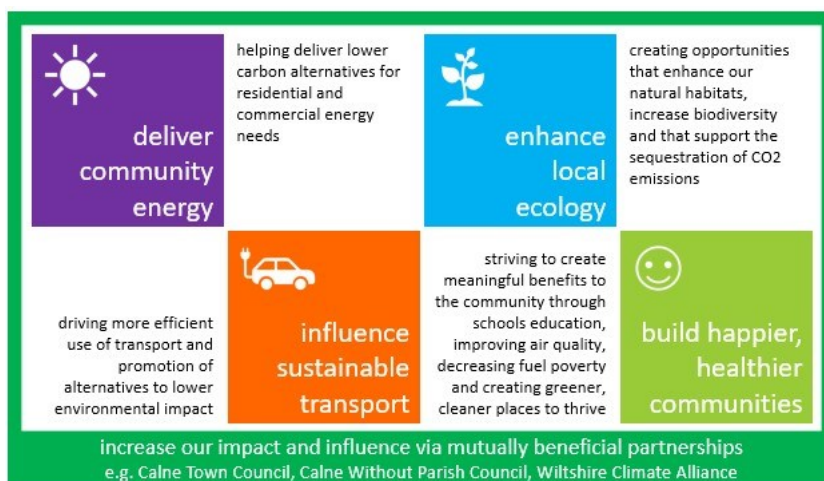 deliver
community
energy
helping deliver lower
carbon alternatives for
residential and
commercial energy
needs
enhance
local
ecology
creating opportunities
that enhance our
natural habitats,
increase biodiversity
and that support the
sequestration of CO2
emissions
driving more efficient
use of transport and
promotion of
alternatives to lower
environmental impact
influence
sustainable
transport
striving to create
meaningful benefits to
the community through
schools education,
improving air quality,
decreasing fuel poverty
and creating greener,
cleaner places to thrive
build happier,
healthier
communities
increase our impact and influence via mutually beneficial partnerships
e.g. Calne Town Council, Calne Without Parish Council, Wiltshire Climate Alliance